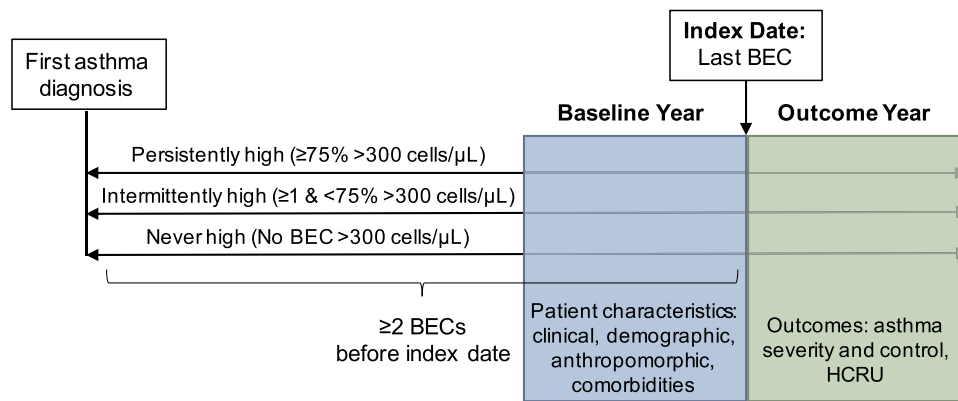 Index Date:
Last BEC
First asthma
diagnosis
Baseline Year
Outcome Year
Persistently high (≥75% >300 cells/µL)
Intermittently high (≥1 & <75% >300 cells/µL)
Never high (No BEC >300 cells/µL)
≥2 BECs
before index date
Patient characteristics:
clinical, demographic,
anthropomorphic,
comorbidities
Outcomes: asthma
severity and control,
HCRU